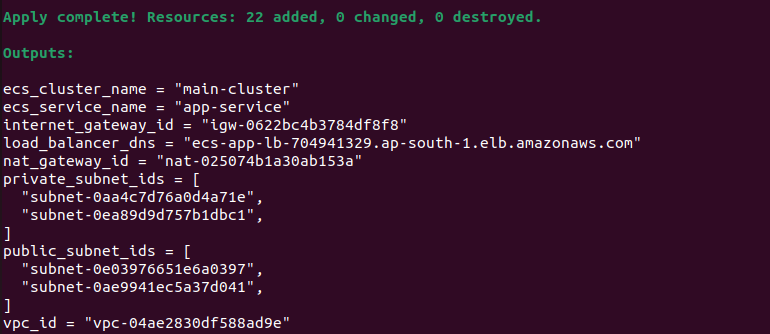 Apply complete! Resources: 22 added, 0 changed, 0 destroyed.
Outputs:
ecs_cluster_name = "main-cluster"
ecs_service_name = "app-service"
internet_gateway_id = "igw-0622bc4b3784df8f8"
load_balancer_dns = "ecs-app-lb-704941329.ap-south-1.elb.amazonaws.com"
nat_gateway_id = "nat-025074b1a30ab153a"
private_subnet_ids = [
  "subnet-0aa4c7d76a0d4a71e",
  "subnet-0ea89d9d757b1dbc1",
]
public_subnet_ids = [
  "subnet-0e03976651e6a0397",
  "subnet-0ae9941ec5a37d041",
]
vpc_id = "vpc-04ae2830df588ad9e"